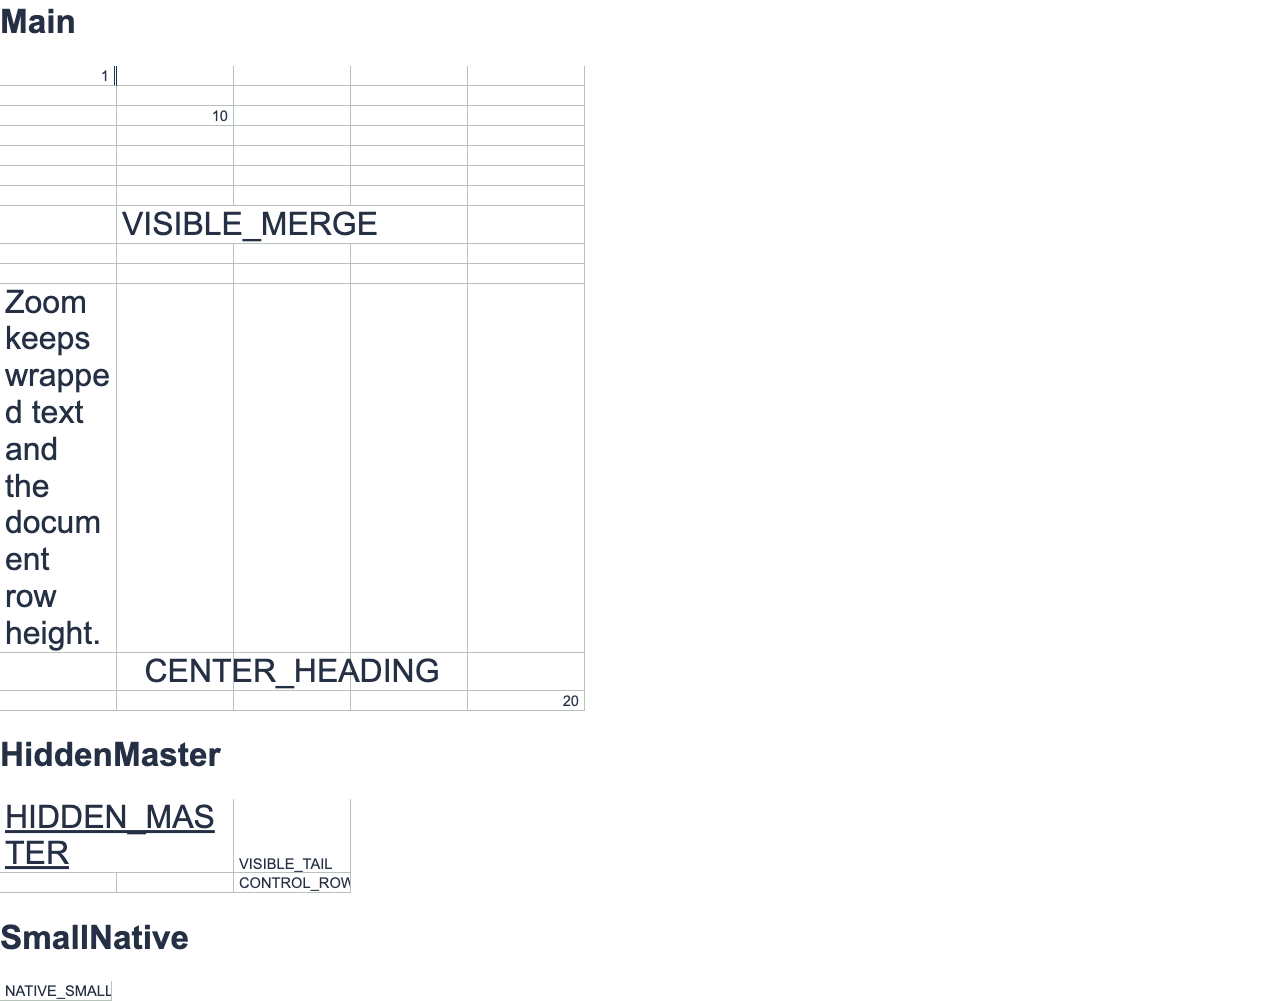 Main
1
10
VISIBLE_MERGE
Zoom
keeps
wrappe
d text
and
the
docum
ent
row
height.
CENTER_HEADING
20
HiddenMaster
HIDDEN_MAS
TER
VISIBLE_TAIL
CONTROL_ROW
SmallNative
NATIVE_SMALL